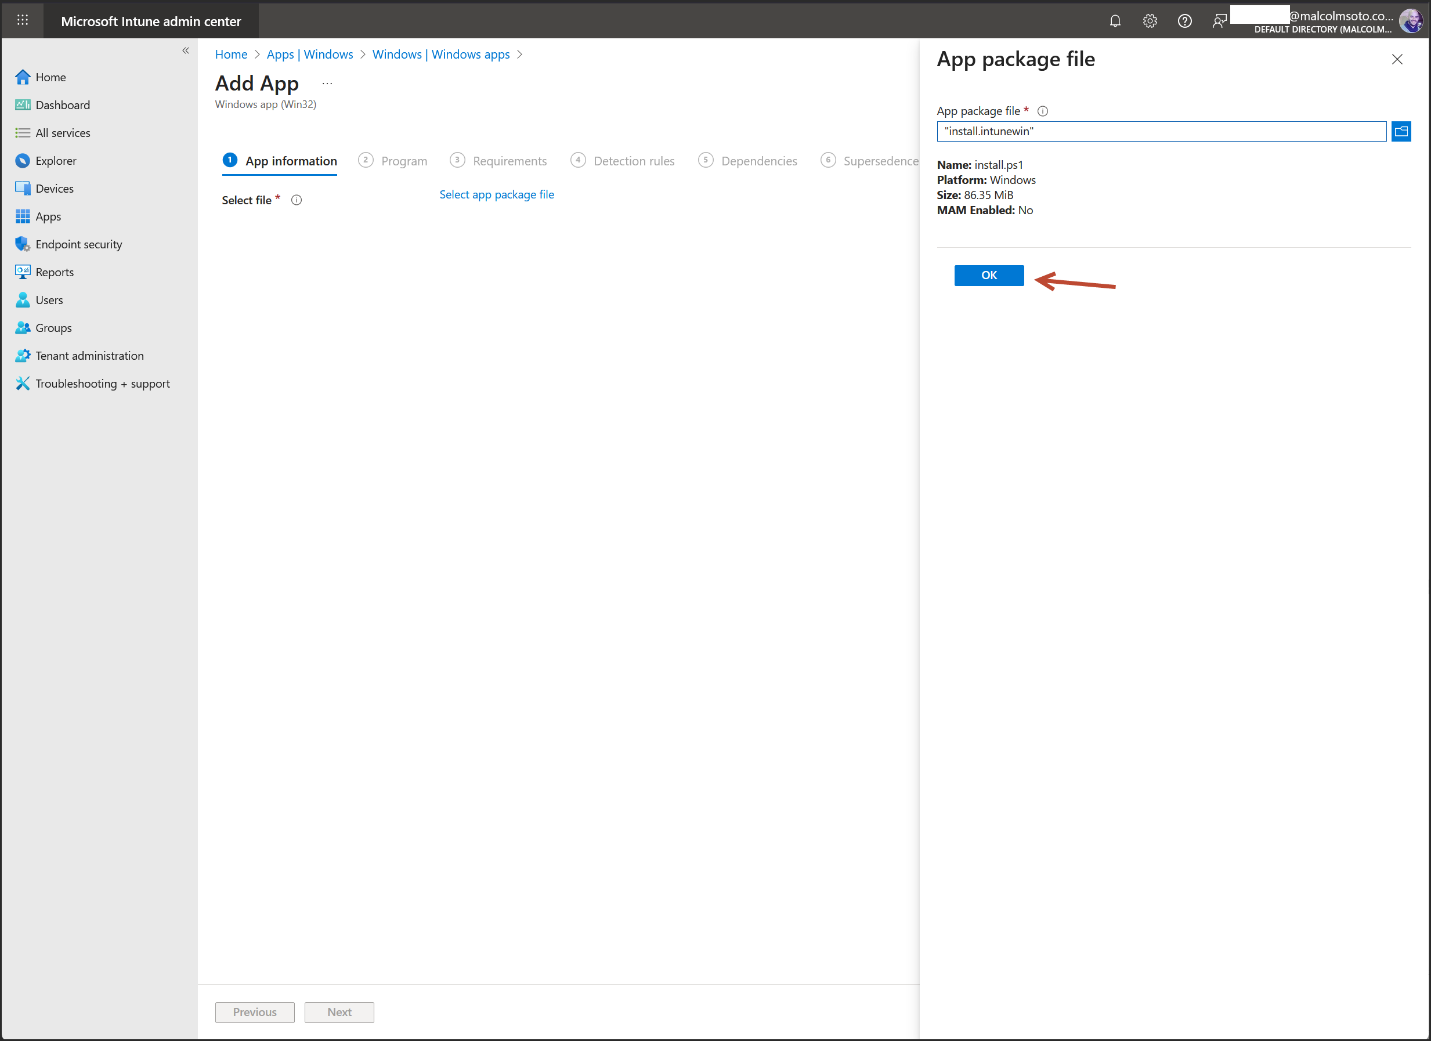 Microsoft Intune admin center
@malcolmsoto.co...
DEFAULT DIRECTORY (MALCOLM...
«
Home
Dashboard
All services
Explorer
Devices
Apps
Endpoint security
Reports
Users
Groups
Tenant administration
Troubleshooting + support
Home > Apps | Windows > Windows | Windows apps >
Add App ...
Windows app (Win32)
1 App information 2 Program 3 Requirements 4 Detection rules 5 Dependencies 6 Supersedence
Select file * Select app package file
Previous Next
App package file
App package file *
"install.intunewin"
Name: install.ps1
Platform: Windows
Size: 86.35 MiB
MAM Enabled: No
OK